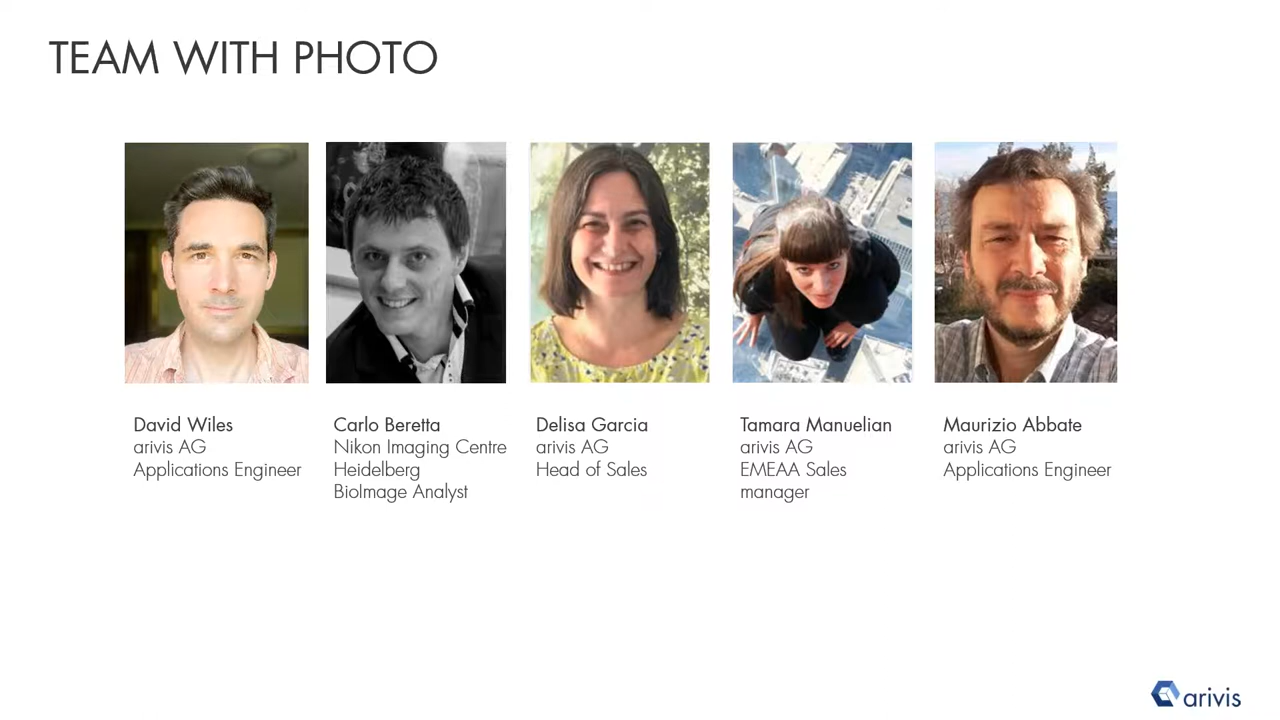 TEAM WITH PHOTO
David Wiles
arivis AG
Applications Engineer
Carlo Beretta
Nikon Imaging Centre
Heidelberg
BioImage Analyst
Delisa Garcia
arivis AG
Head of Sales
Tamara Manuelian
arivis AG
EMEAA Sales
manager
Maurizio Abbate
arivis AG
Applications Engineer
arivis